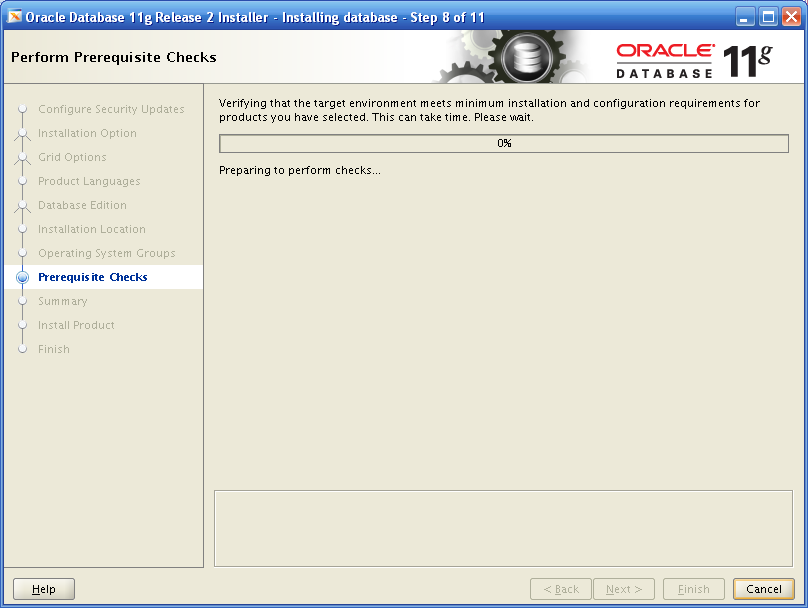 Oracle Database 11g Release 2 Installer - Installing database - Step 8 of 11
Perform Prerequisite Checks
ORACLE
DATABASE
11g
Configure Security Updates
Installation Option
Grid Options
Product Languages
Database Edition
Installation Location
Operating System Groups
Prerequisite Checks
Summary
Install Product
Finish
Verifying that the target environment meets minimum installation and configuration requirements for
products you have selected. This can take time. Please wait.
0%
Preparing to perform checks...
Help
< Back
Next >
Finish
Cancel